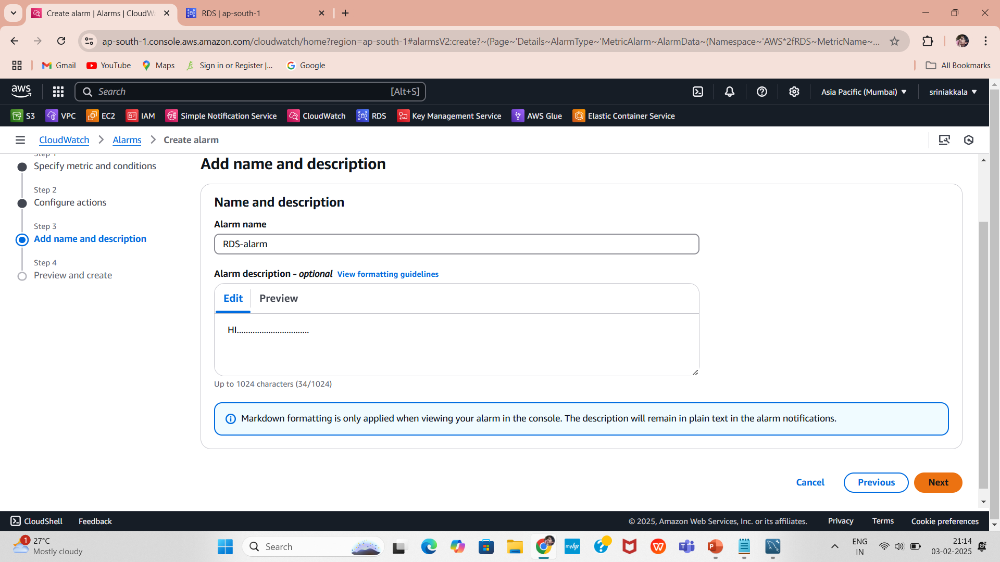 Create alarm | Alarms | CloudW
RDS | ap-south-1
ap-south-1.console.aws.amazon.com/cloudwatch/home?region=ap-south-1#alarmsV2:create?~(Page~'Details~AlarmType~'MetricAlarm~AlarmData~(Namespace~'AWS*2fRDS~MetricName~...
Gmail YouTube Maps Sign in or Register |... Google All Bookmarks
aws Search [Alt+S] Asia Pacific (Mumbai) sriniakkala
S3 VPC EC2 IAM Simple Notification Service CloudWatch RDS Key Management Service AWS Glue Elastic Container Service
CloudWatch Alarms Create alarm
Step 1
Specify metric and conditions
Step 2
Configure actions
Step 3
Add name and description
Step 4
Preview and create
Add name and description
Name and description
Alarm name
RDS-alarm
Alarm description - optional View formatting guidelines
Edit Preview
HI................................
Up to 1024 characters (34/1024)
Markdown formatting is only applied when viewing your alarm in the console. The description will remain in plain text in the alarm notifications.
Cancel Previous Next
CloudShell Feedback © 2025, Amazon Web Services, Inc. or its affiliates. Privacy Terms Cookie preferences
1
27°C
Mostly cloudy
Search
myhp
ENG
IN
21:14
03-02-2025